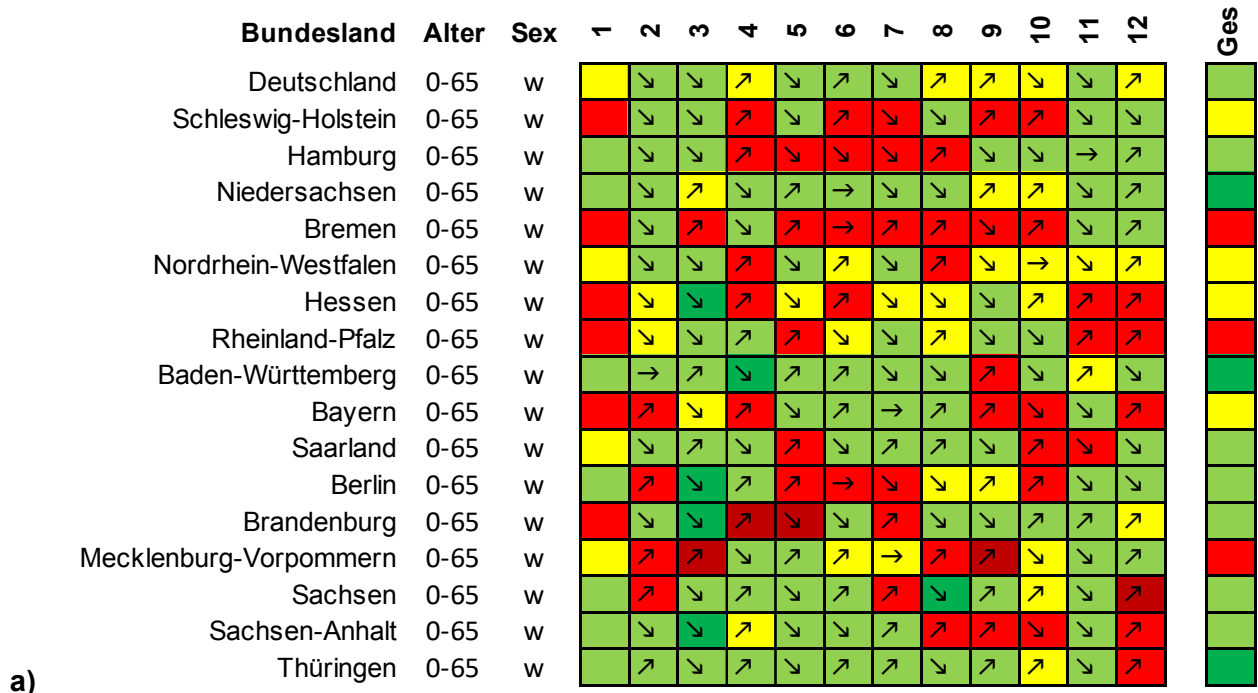 Bundesland Alter Sex 1 2 3 4 5 6 7 8 9 10 11 12 Ges
Deutschland 0-65 w ↘ ↘ ↗ ↘ ↗ ↘ ↗ ↗ ↘ ↘ ↗
Schleswig-Holstein 0-65 w ↘ ↘ ↗ ↘ ↗ ↘ ↘ ↗ ↗ ↘ ↘
Hamburg 0-65 w ↘ ↘ ↗ ↘ ↘ ↘ ↗ ↘ ↘ → ↗
Niedersachsen 0-65 w ↘ ↗ ↘ ↗ → ↘ ↘ ↗ ↗ ↘ ↗
Bremen 0-65 w ↘ ↗ ↘ ↗ → ↗ ↗ ↘ ↗ ↘ ↗
Nordrhein-Westfalen 0-65 w ↘ ↘ ↗ ↘ ↗ ↘ ↗ ↘ → ↘ ↗
Hessen 0-65 w ↘ ↘ ↗ ↘ ↗ ↘ ↘ ↘ ↗ ↗ ↗
Rheinland-Pfalz 0-65 w ↘ ↘ ↗ ↗ ↘ ↘ ↗ ↘ ↘ ↗ ↗
Baden-Württemberg 0-65 w → ↗ ↘ ↗ ↗ ↘ ↘ ↗ ↘ ↗ ↘
Bayern 0-65 w ↗ ↘ ↗ ↘ ↗ → ↗ ↗ ↘ ↘ ↗
Saarland 0-65 w ↘ ↗ ↘ ↗ ↘ ↗ ↗ ↘ ↗ ↘ ↘
Berlin 0-65 w ↗ ↘ ↗ ↗ → ↘ ↘ ↗ ↗ ↘ ↘
Brandenburg 0-65 w ↘ ↘ ↗ ↘ ↘ ↗ ↘ ↘ ↗ ↗ ↗
Mecklenburg-Vorpommern 0-65 w ↗ ↗ ↘ ↗ ↗ → ↗ ↗ ↘ ↘ ↗
Sachsen 0-65 w ↗ ↘ ↗ ↘ ↗ ↗ ↘ ↗ ↗ ↘ ↗
Sachsen-Anhalt 0-65 w ↘ ↘ ↗ ↘ ↘ ↗ ↗ ↗ ↘ ↘ ↗
Thüringen 0-65 w ↗ ↘ ↗ ↘ ↗ ↗ ↘ ↗ ↗ ↘ ↗
a)